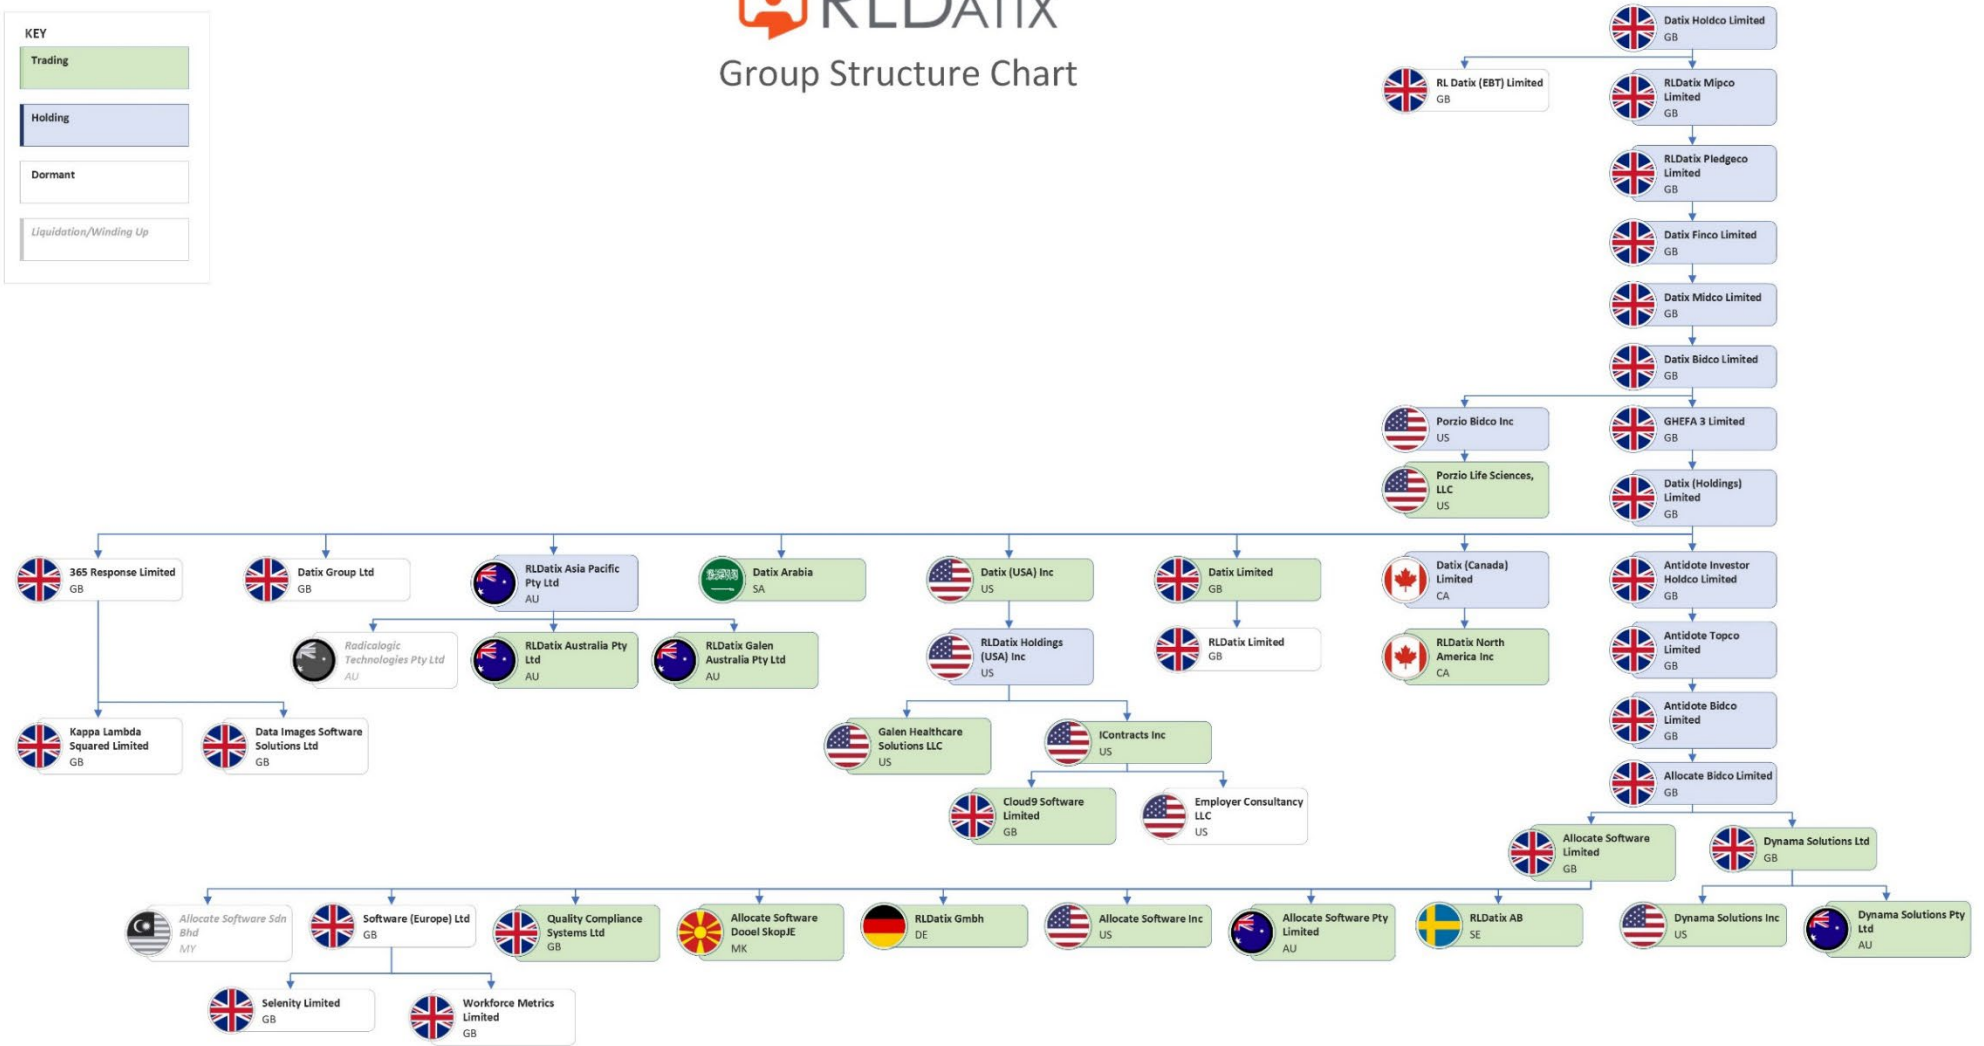 RLDATIX
Group Structure Chart
KEY
Trading
Holding
Dormant
Liquidation/Winding Up
Datix Holdco Limited
GB
RL Datix (EBT) Limited
GB
RLDatix Mipco
Limited
GB
RLDatix Pledgeco
Limited
GB
Datix Finco Limited
GB
Datix Midco Limited
GB
Datix Bidco Limited
GB
Porzio Bidco Inc
US
GHEFA 3 Limited
GB
Porzio Life Sciences,
LLC
US
Datix (Holdings)
Limited
GB
365 Response Limited
GB
Datix Group Ltd
GB
RLDatix Asia Pacific
Pty Ltd
AU
Datix Arabia
SA
Datix (USA) Inc
US
Datix Limited
GB
Datix (Canada)
Limited
CA
Antidote Investor
Holdco Limited
GB
Radicalogic
Technologies Pty Ltd
AU
RLDatix Australia Pty
Ltd
AU
RLDatix Galen
Australia Pty Ltd
AU
RLDatix Holdings
(USA) Inc
US
RLDatix Limited
GB
RLDatix North
America Inc
CA
Antidote Topco
Limited
GB
Kappa Lambda
Squared Limited
GB
Data Images Software
Solutions Ltd
GB
Galen Healthcare
Solutions LLC
US
IContracts Inc
US
Antidote Bidco
Limited
GB
Cloud9 Software
Limited
GB
Employer Consultancy
LLC
US
Allocate Bidco Limited
GB
Allocate Software
Limited
GB
Dynama Solutions Ltd
GB
Allocate Software Sdn
Bhd
MY
Software (Europe) Ltd
GB
Quality Compliance
Systems Ltd
GB
Allocate Software
Dooel SkopJE
MK
RLDatix Gmbh
DE
Allocate Software Inc
US
Allocate Software Pty
Limited
AU
RLDatix AB
SE
Dynama Solutions Inc
US
Dynama Solutions Pty
Ltd
AU
Selenity Limited
GB
Workforce Metrics
Limited
GB